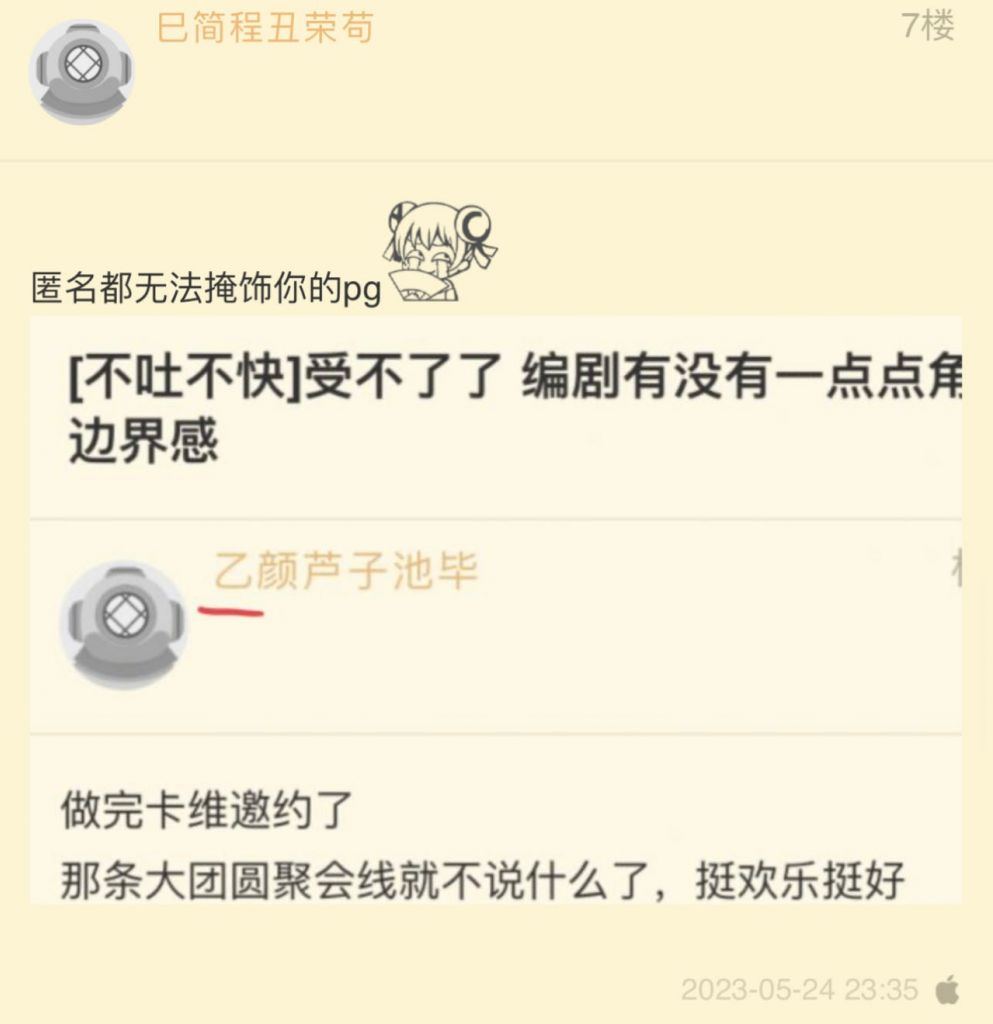 巳简程丑荣苟
7楼
匿名都无法掩饰你的pg
[不吐不快]受不了了 编剧有没有一点点角
边界感
乙颜芦子池毕
做完卡维邀约了
那条大团圆聚会线就不说什么了，挺欢乐挺好
2023-05-24 23:35